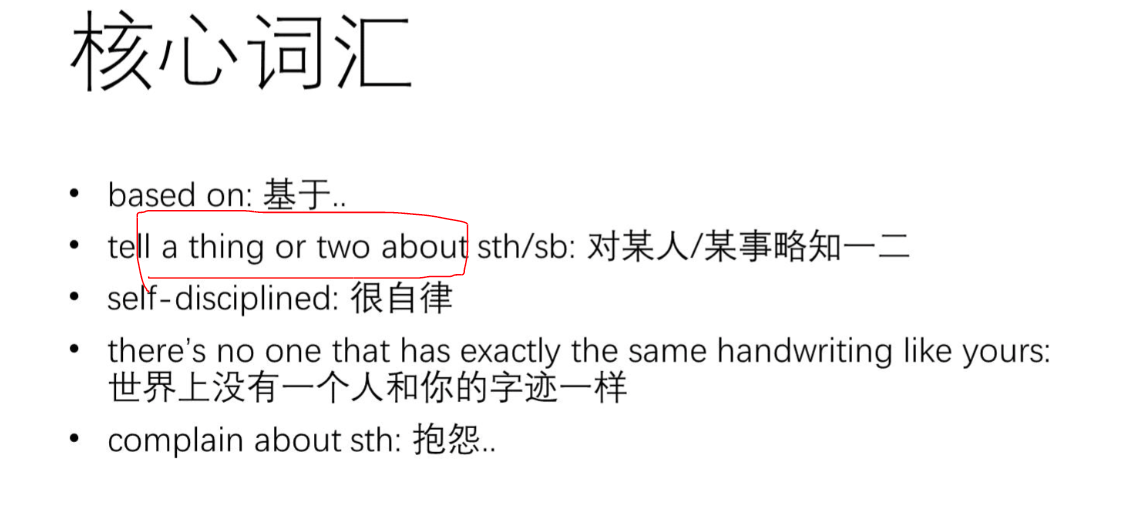 核心词汇
• based on: 基于..
• tell a thing or two about sth/sb: 对某人/某事略知一二
• self-disciplined: 很自律
• there's no one that has exactly the same handwriting like yours:
世界上没有一个人和你的字迹一样
• complain about sth: 抱怨..